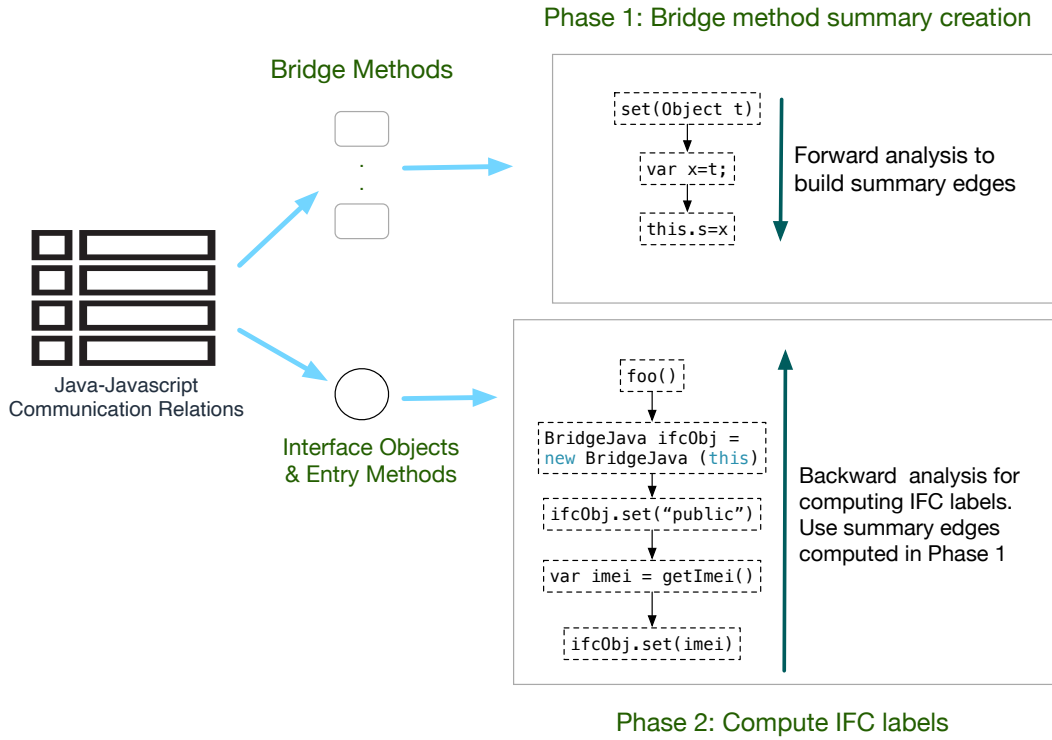 Phase 1: Bridge method summary creation
Bridge Methods
set(Object t)
var x=t;
this.s=x
Forward analysis to
build summary edges
Java-Javascript
Communication Relations
Interface Objects
& Entry Methods
foo()
BridgeJava ifcObj =
new BridgeJava (this)
ifcObj.set(“public”)
var imei = getImei()
ifcObj.set(imei)
Backward  analysis for
computing IFC labels.
Use summary edges
computed in Phase 1
Phase 2: Compute IFC labels